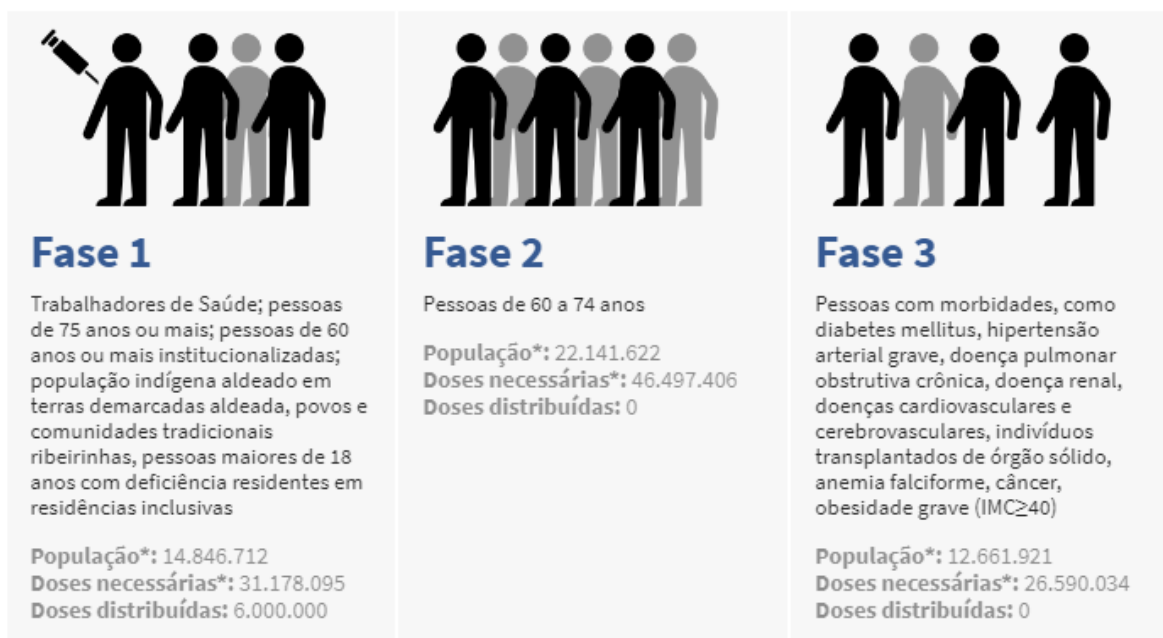 Fase 1
Trabalhadores de Saúde; pessoas
de 75 anos ou mais; pessoas de 60
anos ou mais institucionalizadas;
população indígena aldeado em
terras demarcadas aldeada, povos e
comunidades tradicionais
ribeirinhas, pessoas maiores de 18
anos com deficiência residentes em
residências inclusivas
População*: 14.846.712
Doses necessárias*: 31.178.095
Doses distribuídas: 6.000.000
Fase 2
Pessoas de 60 a 74 anos
População*: 22.141.622
Doses necessárias*: 46.497.406
Doses distribuídas: 0
Fase 3
Pessoas com morbidades, como
diabetes mellitus, hipertensão
arterial grave, doença pulmonar
obstrutiva crônica, doença renal,
doenças cardiovasculares e
cerebrovasculares, indivíduos
transplantados de órgão sólido,
anemia falciforme, câncer,
obesidade grave (IMC≥40)
População*: 12.661.921
Doses necessárias*: 26.590.034
Doses distribuídas: 0